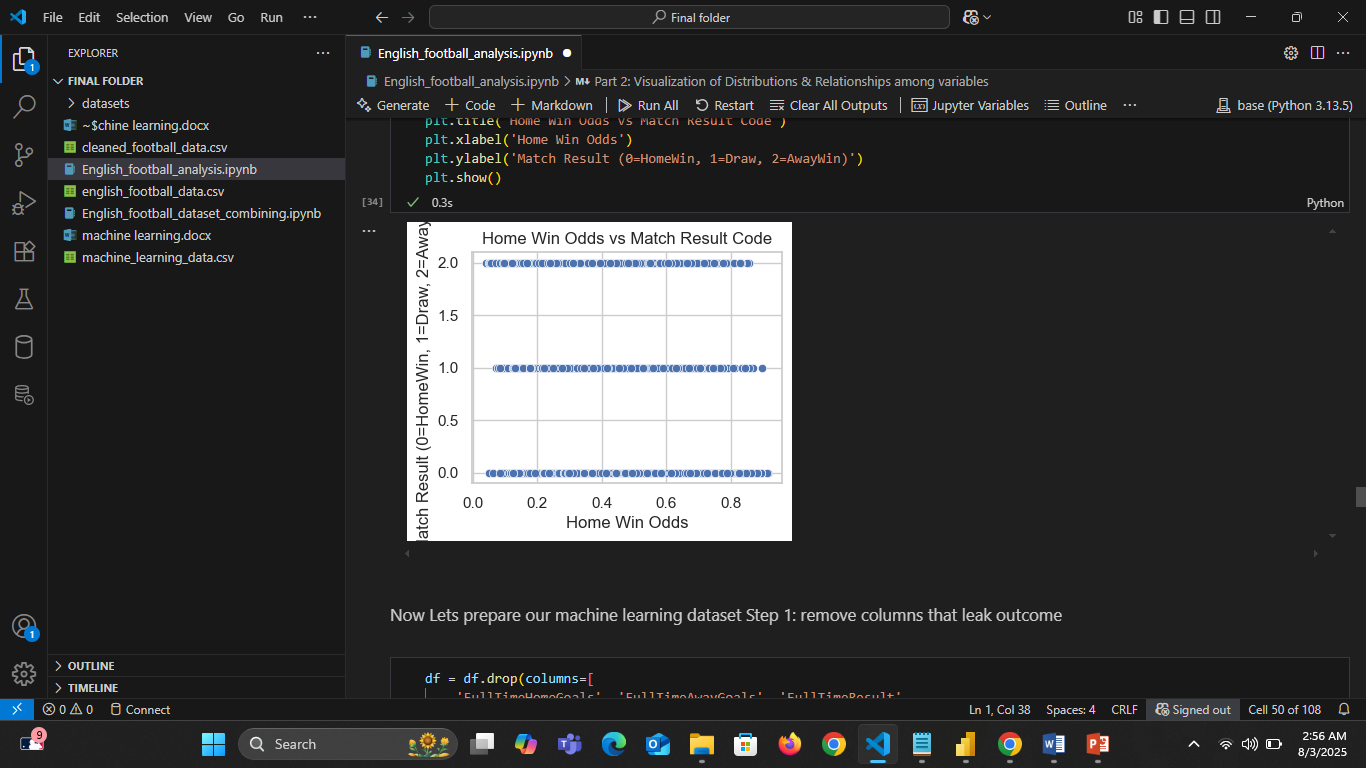 File Edit Selection View Go Run ···
Final folder
EXPLORER
FINAL FOLDER
datasets
~$chine learning.docx
cleaned_football_data.csv
English_football_analysis.ipynb
english_football_data.csv
English_football_dataset_combining.ipynb
machine learning.docx
machine_learning_data.csv
OUTLINE
TIMELINE
English_football_analysis.ipynb
English_football_analysis.ipynb > M↓ Part 2: Visualization of Distributions & Relationships among variables
Generate + Code + Markdown Run All Restart Clear All Outputs Jupyter Variables Outline ··· base (Python 3.13.5)
plt.title('Home Win Odds vs Match Result Code')
plt.xlabel('Home Win Odds')
plt.ylabel('Match Result (0=HomeWin, 1=Draw, 2=AwayWin)')
plt.show()
[34] 0.3s Python
Home Win Odds vs Match Result Code
atch Result (0=HomeWin, 1=Draw, 2=Away
2.0
1.5
1.0
0.5
0.0
0.0 0.2 0.4 0.6 0.8
Home Win Odds
Now Lets prepare our machine learning dataset Step 1: remove columns that leak outcome
df = df.drop(columns=[
'FullTimeHomeGoals', 'FullTimeAwayGoals', 'FullTimeResult',
0 0 Connect
Ln 1, Col 38 Spaces: 4 CRLF Signed out Cell 50 of 108
1
1
9
Search
2:56 AM
8/3/2025